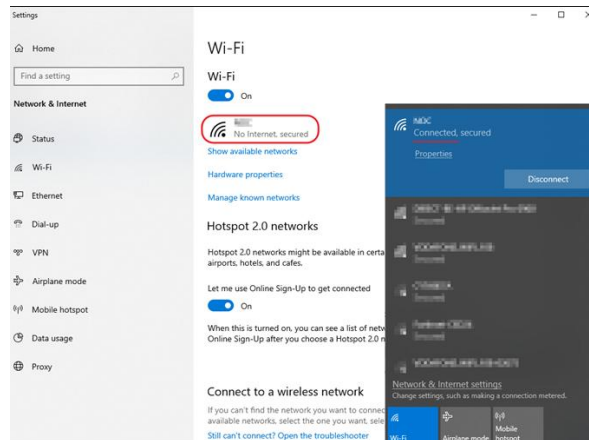 Settings
Home
Find a setting
Network & Internet
Status
Wi-Fi
Ethernet
Dial-up
VPN
Airplane mode
Mobile hotspot
Data usage
Proxy
Wi-Fi
Wi-Fi
On
No Internet, secured
Show available networks
Hardware properties
Manage known networks
Hotspot 2.0 networks
Hotspot 2.0 networks might be available in certa
airports, hotels, and cafes.
Let me use Online Sign-Up to get connected
On
When this is turned on, you can see a list of netw
Online Sign-Up after you choose a Hotspot 2.0 n
Connect to a wireless network
If you can't find the network you want to connec
available networks, select the one you want, sele
Still can't connect? Open the troubleshooter
Connected, secured
Properties
Disconnect
Network & Internet settings
Change settings, such as making a connection metered.
Wi-Fi
Airplane mode
Mobile
hotspot